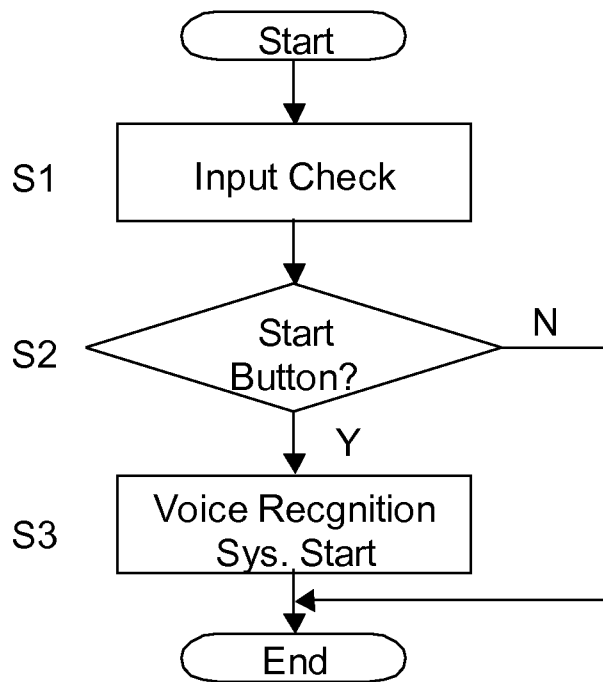 Start
S1
Input Check
S2
Start
Button?
N
Y
S3
Voice Recgnition
Sys. Start
End